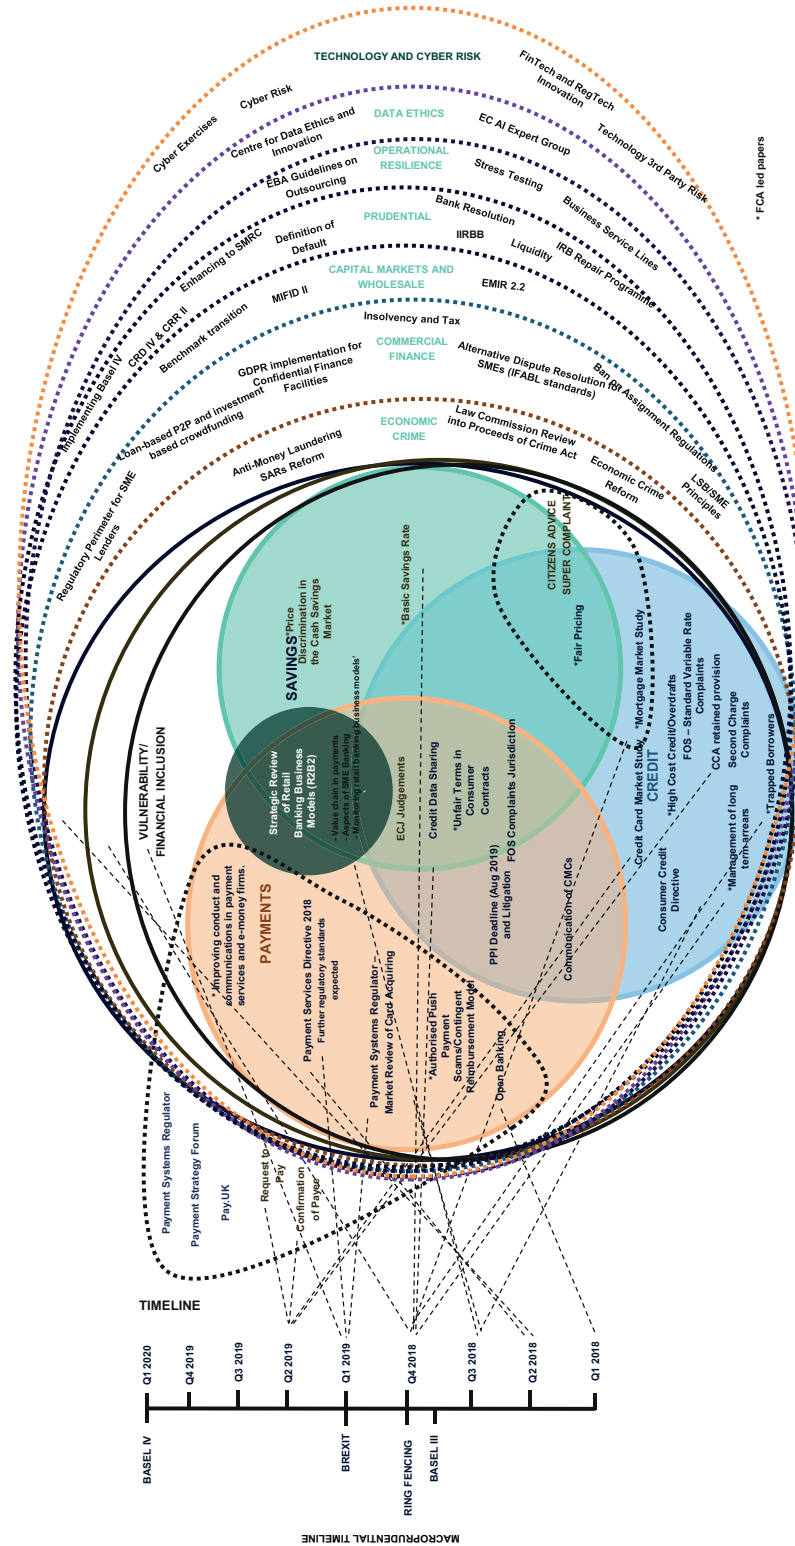 TECHNOLOGY AND CYBER RISK
FinTech and RegTech
Innovation
Cyber Risk
Cyber Exercises
Technology 3rd Party Risk
DATA ETHICS
Centre for Data Ethics and
Innovation
EC AI Expert Group
OPERATIONAL
RESILIENCE
EBA Guidelines on
Outsourcing
Stress Testing
Business Service Lines
* FCA led papers
PRUDENTIAL
Enhancing to SMRC
Definition of
Default
Bank Resolution
IIRBB
Liquidity
IRB Repair Programme
CAPITAL MARKETS AND
WHOLESALE
Implementing Basel IV
CRD IV & CRR II
Benchmark transition
MIFID II
EMIR 2.2
Insolvency and Tax
COMMERCIAL
FINANCE
Loan-based P2P and investment
based crowdfunding
GDPR implementation for
Confidential Finance
Facilities
Alternative Dispute Resolution for
SMEs (IFABL standards)
Ban on Assignment Regulations
Regulatory Perimeter for SME
Lenders
LSB/SME
Principles
ECONOMIC
CRIME
Anti-Money Laundering
SARs Reform
Law Commission Review
into Proceeds of Crime Act
Economic Crime
Reform
VULNERABILITY/
FINANCIAL INCLUSION
SAVINGS
*Price
Discrimination in
the Cash Savings
Market
*Basic Savings Rate
CITIZENS ADVICE
SUPER COMPLAINT
*Fair Pricing
Strategic Review
of Retail
Banking Business
Models (R2B2)
- Value chain in payments
- Aspects of SME Banking
- Monitoring retail banking business models'
ECJ Judgements
Credit Data Sharing
*Unfair Terms in
Consumer
Contracts
FOS Complaints Jurisdiction
PPI Deadline (Aug 2019)
and Litigation
Communication of CMCs
CREDIT
Credit Card Market Study
*Mortgage Market Study
*High Cost Credit/Overdrafts
FOS – Standard Variable Rate
Complaints
CCA retained provision
Second Charge
Complaints
Consumer Credit
Directive
*Management of long
term arrears
*Trapped Borrowers
PAYMENTS
*Improving conduct and
communications in payment
services and e-money firms.
Payment Services Directive 2018
Further regulatory standards
expected
Payment Systems Regulator –
Market Review of Card-Acquiring
*Authorised Push
Payment
Scams/Contingent
Reimbursement Model
Open Banking
Payment Systems Regulator
Payment Strategy Forum
Pay.UK
Request to
Pay
Confirmation
of Payee
TIMELINE
Q1 2020
Q4 2019
Q3 2019
Q2 2019
Q1 2019
Q4 2018
Q3 2018
Q2 2018
Q1 2018
BASEL IV
BREXIT
RING FENCING
BASEL III
MACROPRUDENTIAL TIMELINE